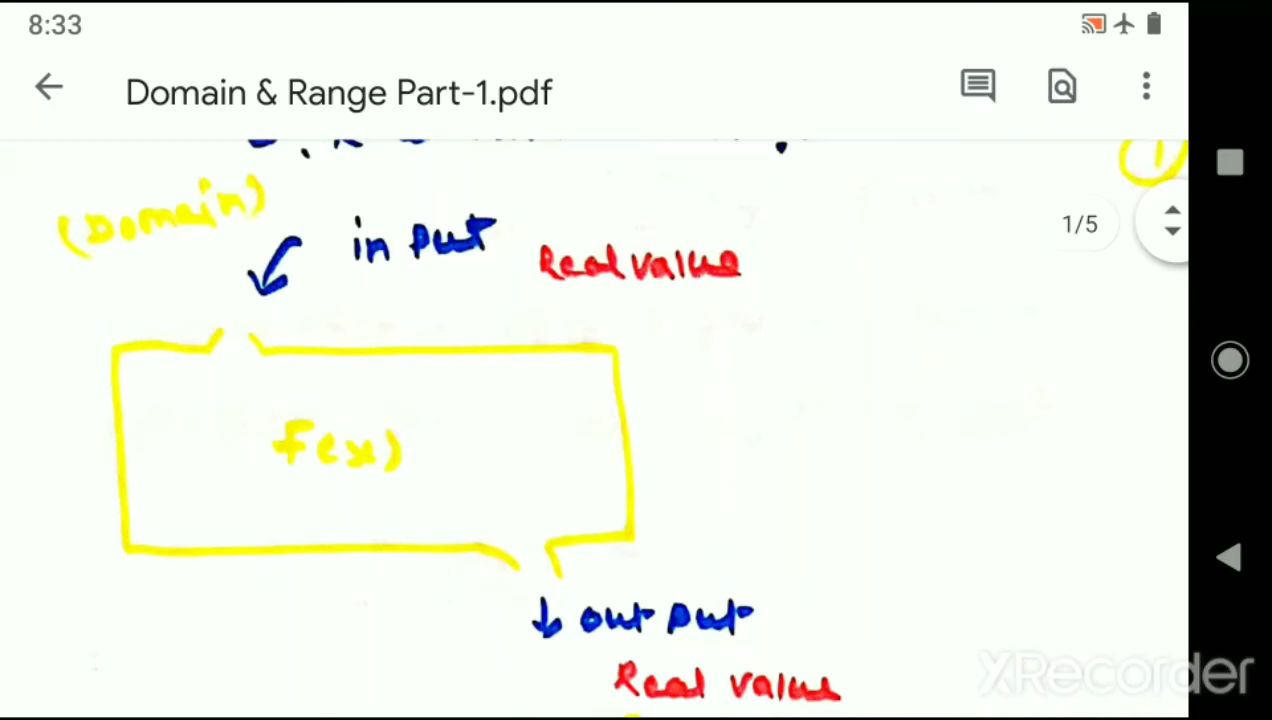 8:33
Domain & Range Part-1.pdf
1
(Domain)
in put
Real value
1/5
f(x)
out put
Real value
XRecorder